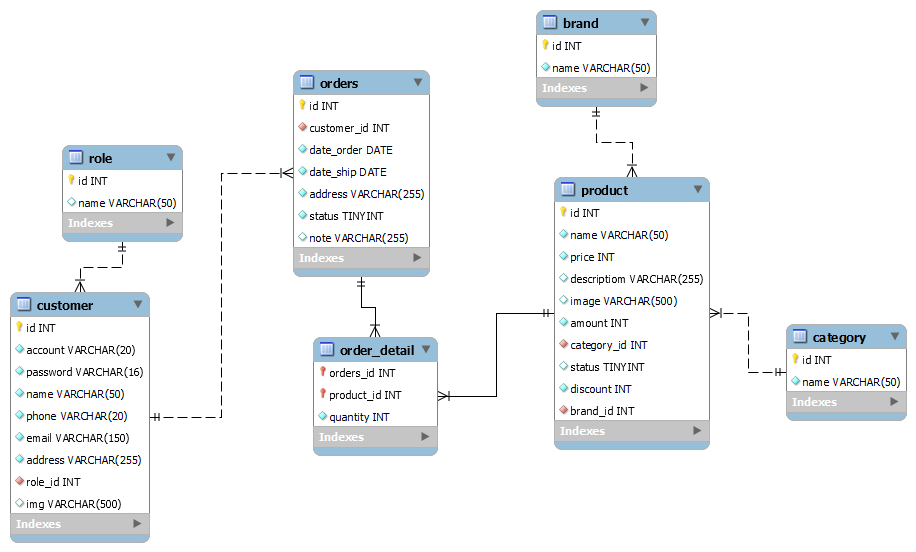 brand
id INT
name VARCHAR(50)
Indexes
orders
id INT
customer_id INT
date_order DATE
date_ship DATE
address VARCHAR(255)
status TINYINT
note VARCHAR(255)
Indexes
role
id INT
name VARCHAR(50)
Indexes
product
id INT
name VARCHAR(50)
price INT
descriptiom VARCHAR(255)
image VARCHAR(500)
amount INT
category_id INT
status TINYINT
discount INT
brand_id INT
Indexes
customer
id INT
account VARCHAR(20)
password VARCHAR(16)
name VARCHAR(50)
phone VARCHAR(20)
email VARCHAR(150)
address VARCHAR(255)
role_id INT
img VARCHAR(500)
Indexes
order_detail
orders_id INT
product_id INT
quantity INT
Indexes
category
id INT
name VARCHAR(50)
Indexes